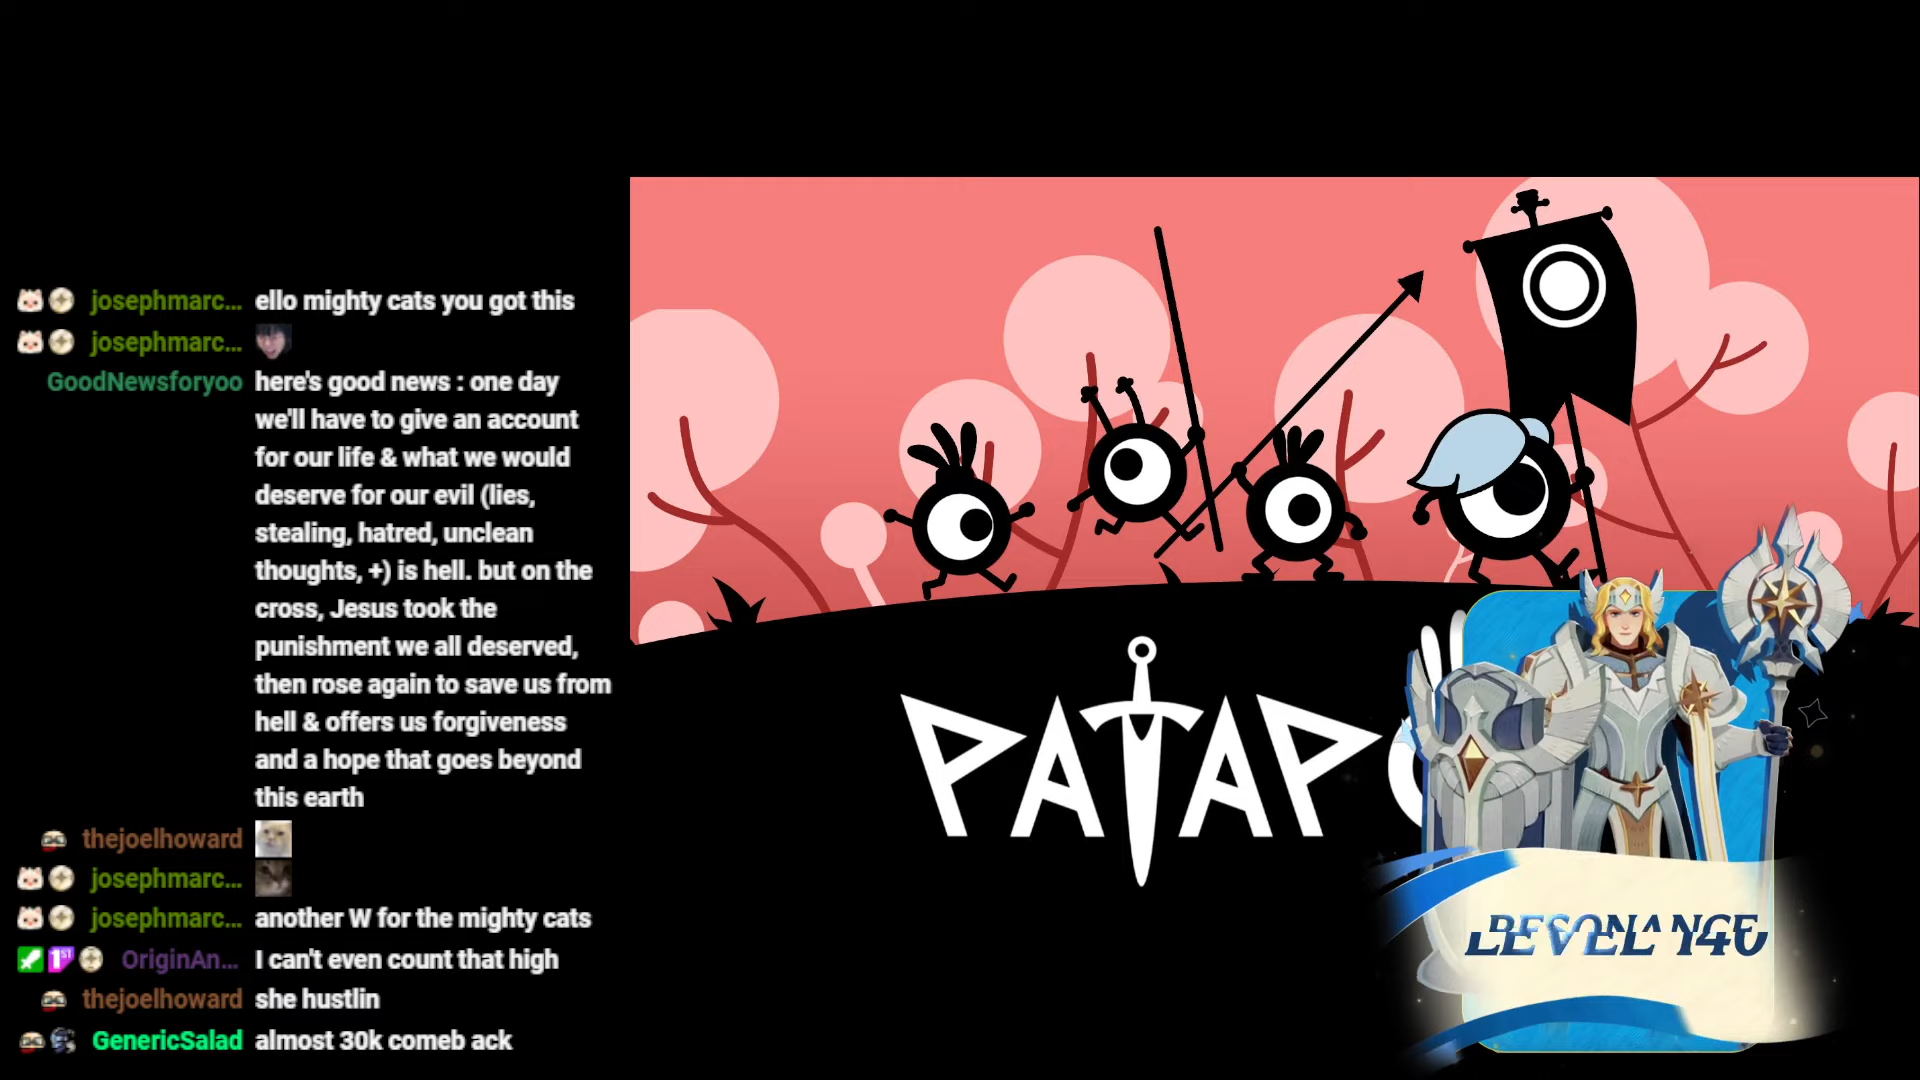 josephmarc... ello mighty cats you got this
josephmarc...
GoodNewsforyoo here's good news : one day
we'll have to give an account
for our life & what we would
deserve for our evil (lies,
stealing, hatred, unclean
thoughts, +) is hell. but on the
cross, Jesus took the
punishment we all deserved,
then rose again to save us from
hell & offers us forgiveness
and a hope that goes beyond
this earth
thejoelhoward
josephmarc...
josephmarc... another W for the mighty cats
1ST OriginAn... I can't even count that high
thejoelhoward she hustlin
GenericSalad almost 30k comeb ack
PATAP